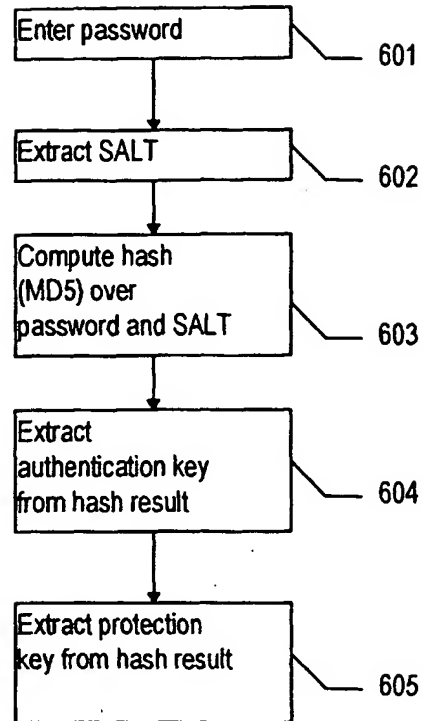 Enter password
601
Extract SALT
602
Compute hash
(MD5) over
password and SALT
603
Extract
authentication key
from hash result
604
Extract protection
key from hash result
605